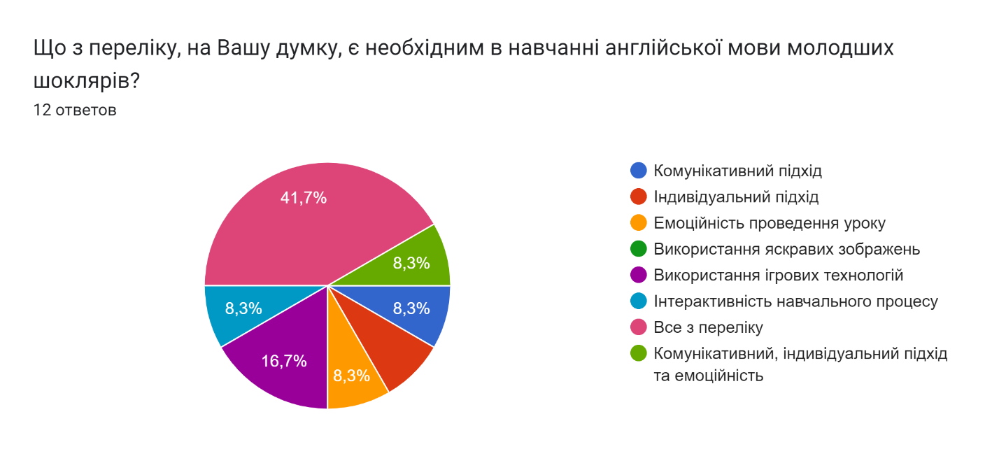 Що з переліку, на Вашу думку, є необхідним в навчанні англійської мови молодших
шоклярів?
12 ответов
41,7%
8,3%
8,3%
8,3%
16,7%
8,3%
Комунікативний підхід
Індивідуальний підхід
Емоційність проведення уроку
Використання яскравих зображень
Використання ігрових технологій
Інтерактивність навчального процесу
Все з переліку
Комунікативний, індивідуальний підхід
та емоційність